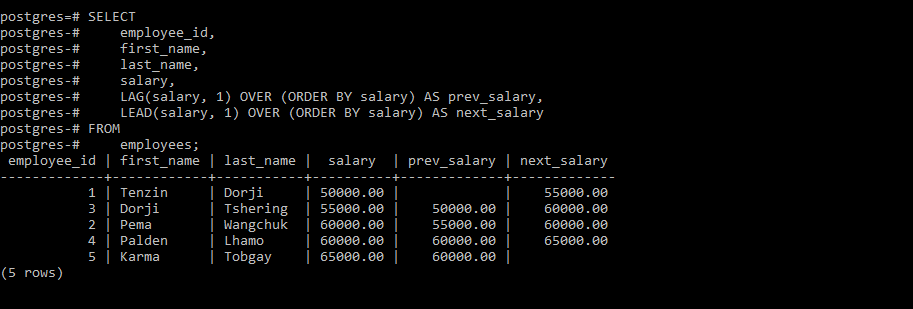 postgres=# SELECT
postgres-#     employee_id,
postgres-#     first_name,
postgres-#     last_name,
postgres-#     salary,
postgres-#     LAG(salary, 1) OVER (ORDER BY salary) AS prev_salary,
postgres-#     LEAD(salary, 1) OVER (ORDER BY salary) AS next_salary
postgres-# FROM
postgres-#     employees;
 employee_id | first_name | last_name |  salary  | prev_salary | next_salary
-------------+------------+-----------+----------+-------------+-------------
           1 | Tenzin     | Dorji     | 50000.00 |             |    55000.00
           3 | Dorji      | Tshering  | 55000.00 |    50000.00 |    60000.00
           2 | Pema       | Wangchuk  | 60000.00 |    55000.00 |    60000.00
           4 | Palden     | Lhamo     | 60000.00 |    60000.00 |    65000.00
           5 | Karma      | Tobgay    | 65000.00 |    60000.00 |
(5 rows)